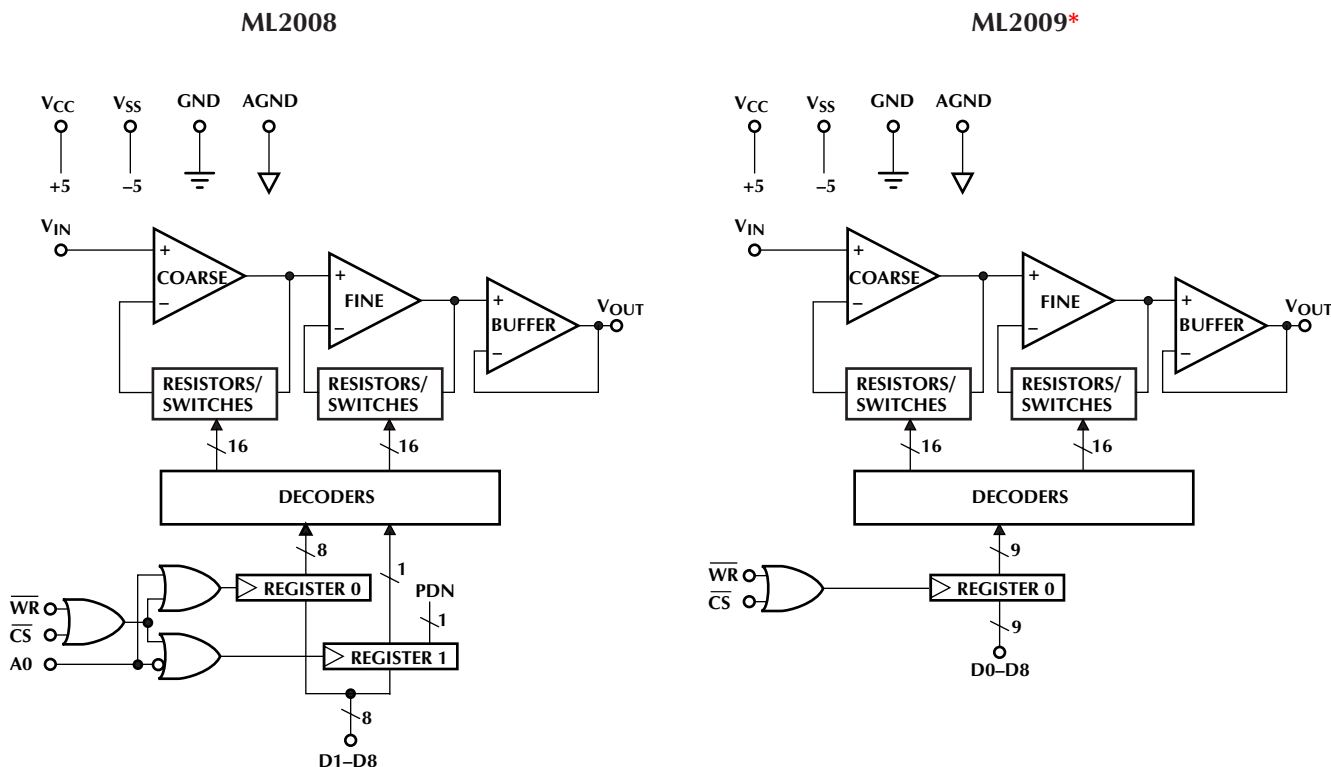 ML2008
VCC
VSS
GND
AGND
+5
–5
VIN
+
COARSE
–
+
FINE
–
+
BUFFER
–
VOUT
RESISTORS/
SWITCHES
RESISTORS/
SWITCHES
16
16
DECODERS
8
1
PDN
1
WR
CS
A0
REGISTER 0
REGISTER 1
8
D1–D8
ML2009*
VCC
VSS
GND
AGND
+5
–5
VIN
+
COARSE
–
+
FINE
–
+
BUFFER
–
VOUT
RESISTORS/
SWITCHES
RESISTORS/
SWITCHES
16
16
DECODERS
9
WR
CS
REGISTER 0
9
D0–D8